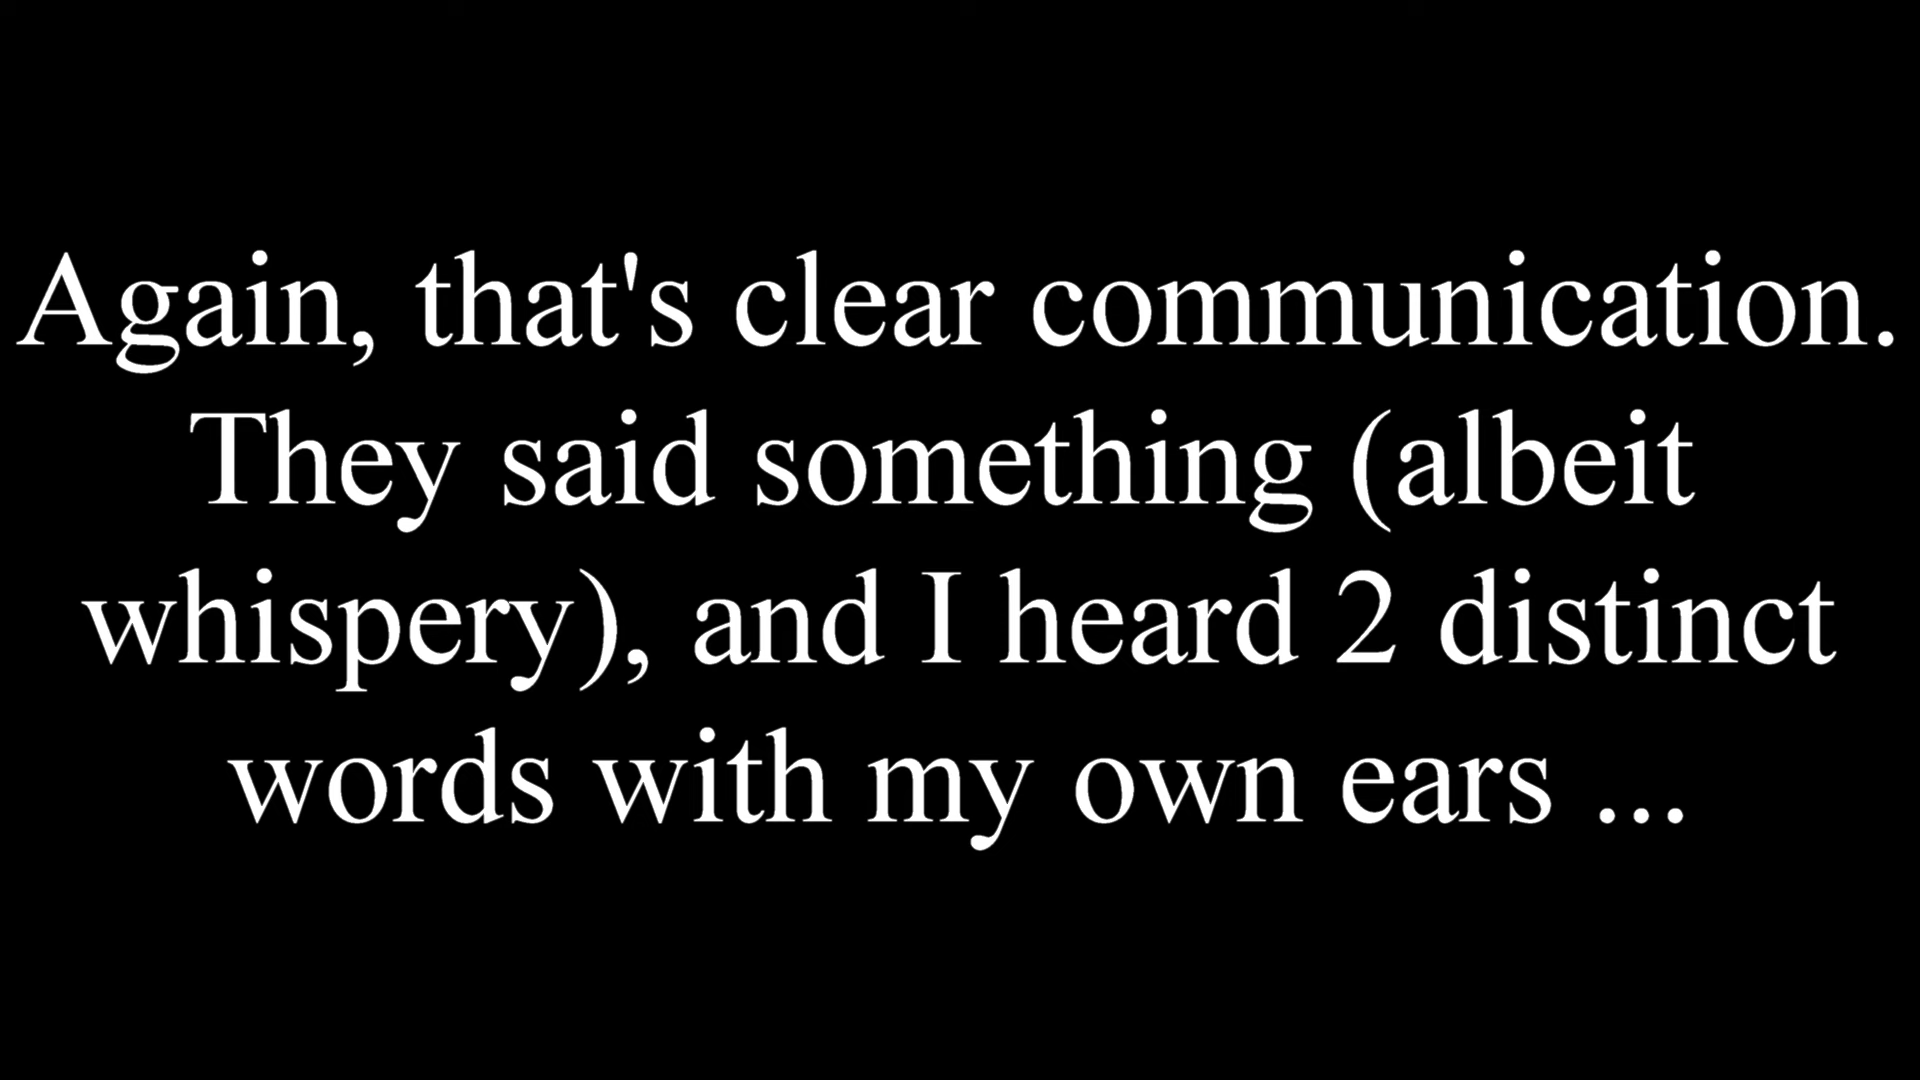 Again, that's clear communication.
They said something (albeit
whispery), and I heard 2 distinct
words with my own ears ...